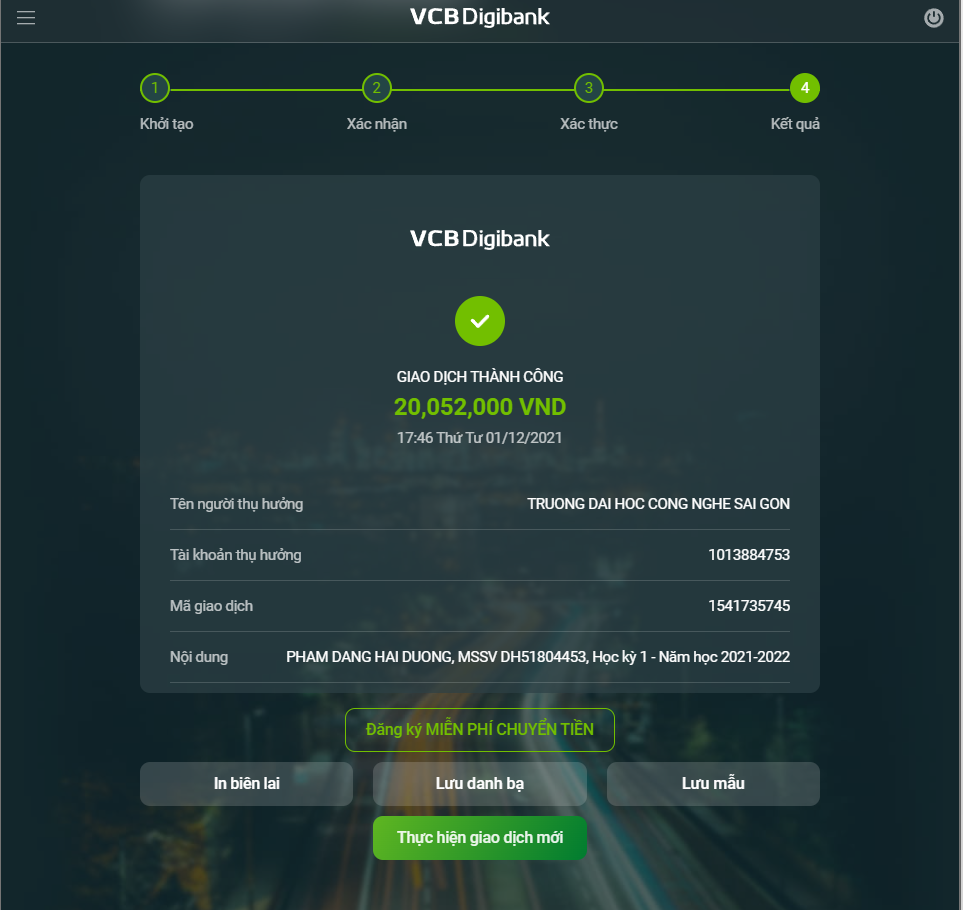 VCB Digibank
1 2 3 4
Khởi tạo Xác nhận Xác thực Kết quả
VCB Digibank
GIAO DỊCH THÀNH CÔNG
20,052,000 VND
17:46 Thứ Tư 01/12/2021
Tên người thụ hưởng TRUONG DAI HOC CONG NGHE SAI GON
Tài khoản thụ hưởng 1013884753
Mã giao dịch 1541735745
Nội dung PHAM DANG HAI DUONG, MSSV DH51804453, Học kỳ 1 - Năm học 2021-2022
Đăng ký MIỄN PHÍ CHUYỂN TIỀN
In biên lai Lưu danh bạ Lưu mẫu
Thực hiện giao dịch mới